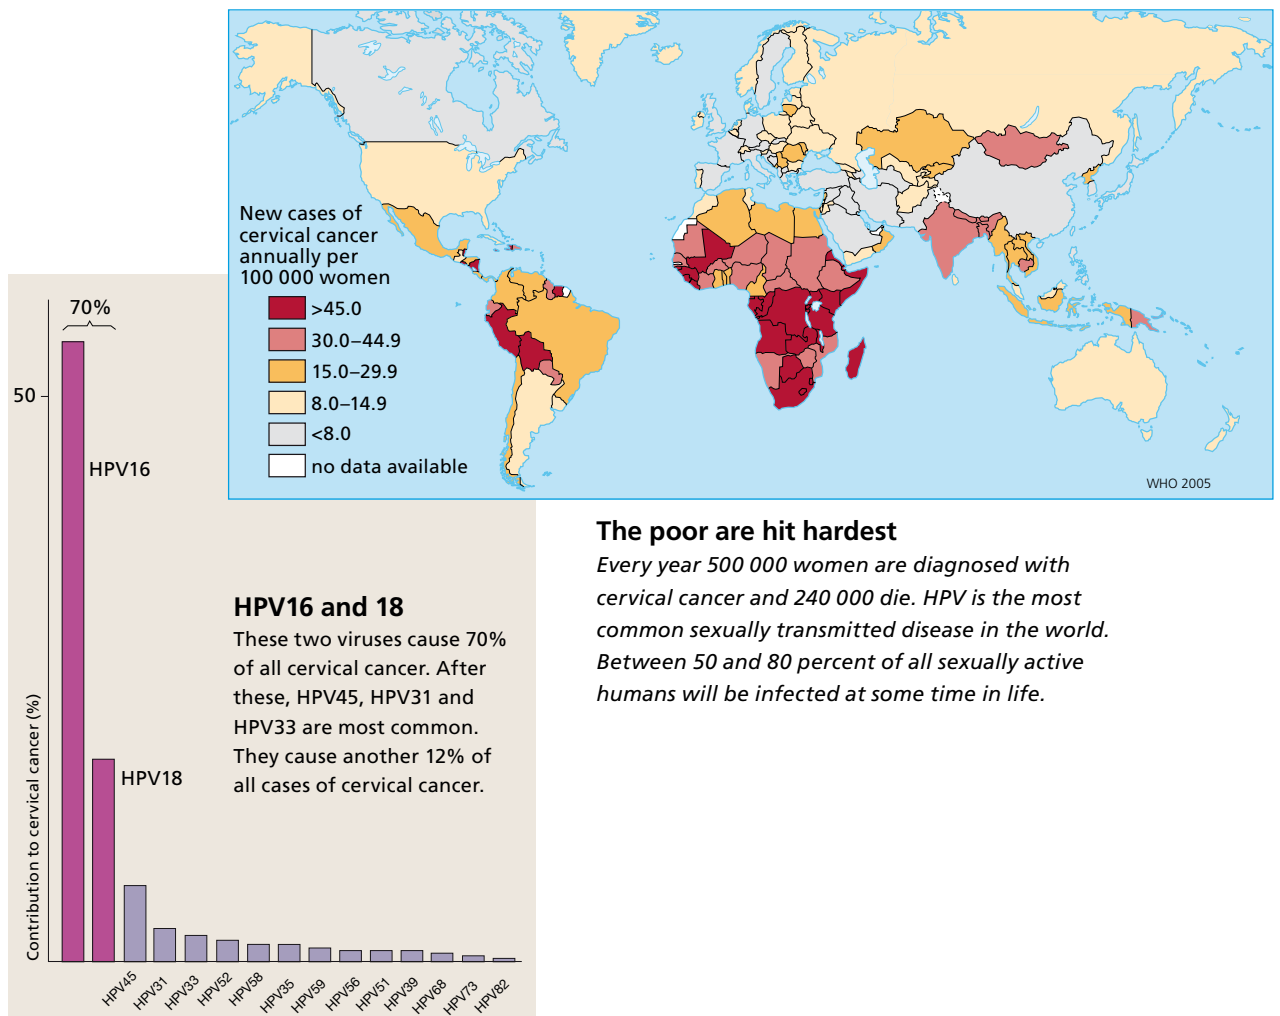 New cases of
cervical cancer
annually per
100 000 women
>45.0
30.0–44.9
15.0–29.9
8.0–14.9
<8.0
no data available
WHO 2005
70%
50
HPV16
HPV18
Contribution to cervical cancer (%)
HPV45
HPV31
HPV33
HPV52
HPV58
HPV35
HPV59
HPV56
HPV51
HPV39
HPV68
HPV73
HPV82
HPV16 and 18
These two viruses cause 70%
of all cervical cancer. After
these, HPV45, HPV31 and
HPV33 are most common.
They cause another 12% of
all cases of cervical cancer.
The poor are hit hardest
Every year 500 000 women are diagnosed with
cervical cancer and 240 000 die. HPV is the most
common sexually transmitted disease in the world.
Between 50 and 80 percent of all sexually active
humans will be infected at some time in life.